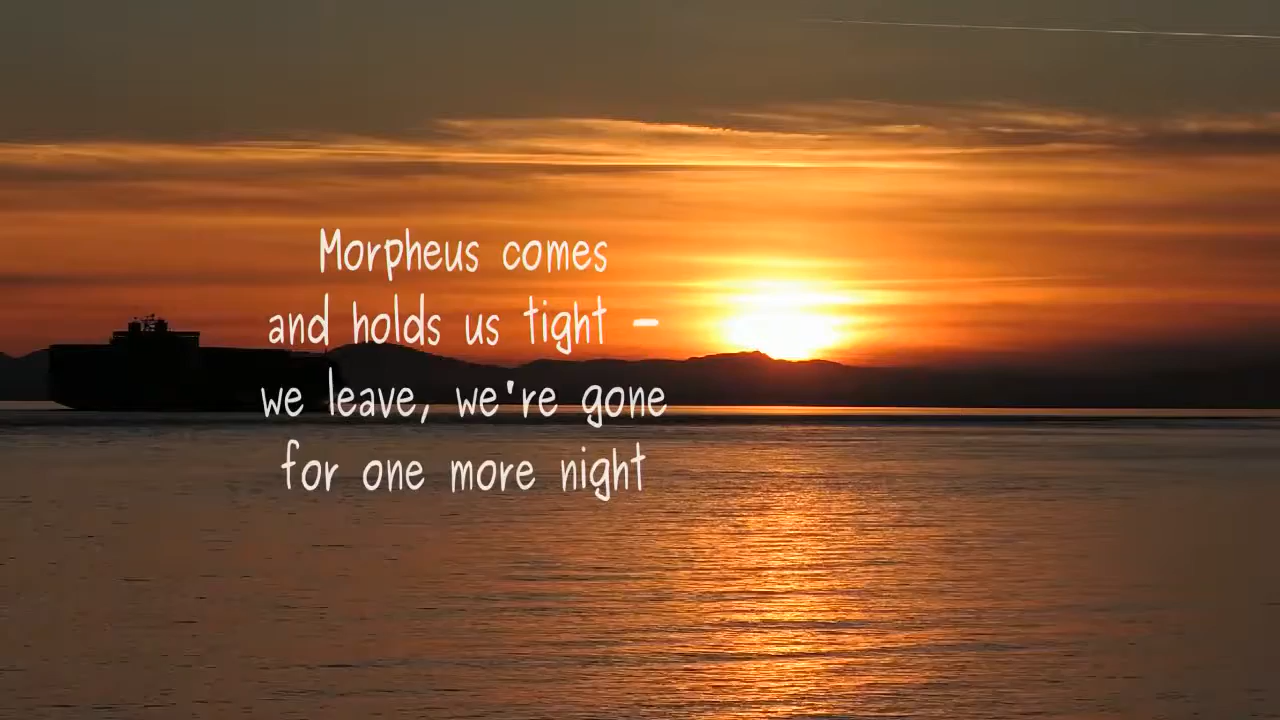 Morpheus comes
and holds us tight –
we leave, we're gone
for one more night